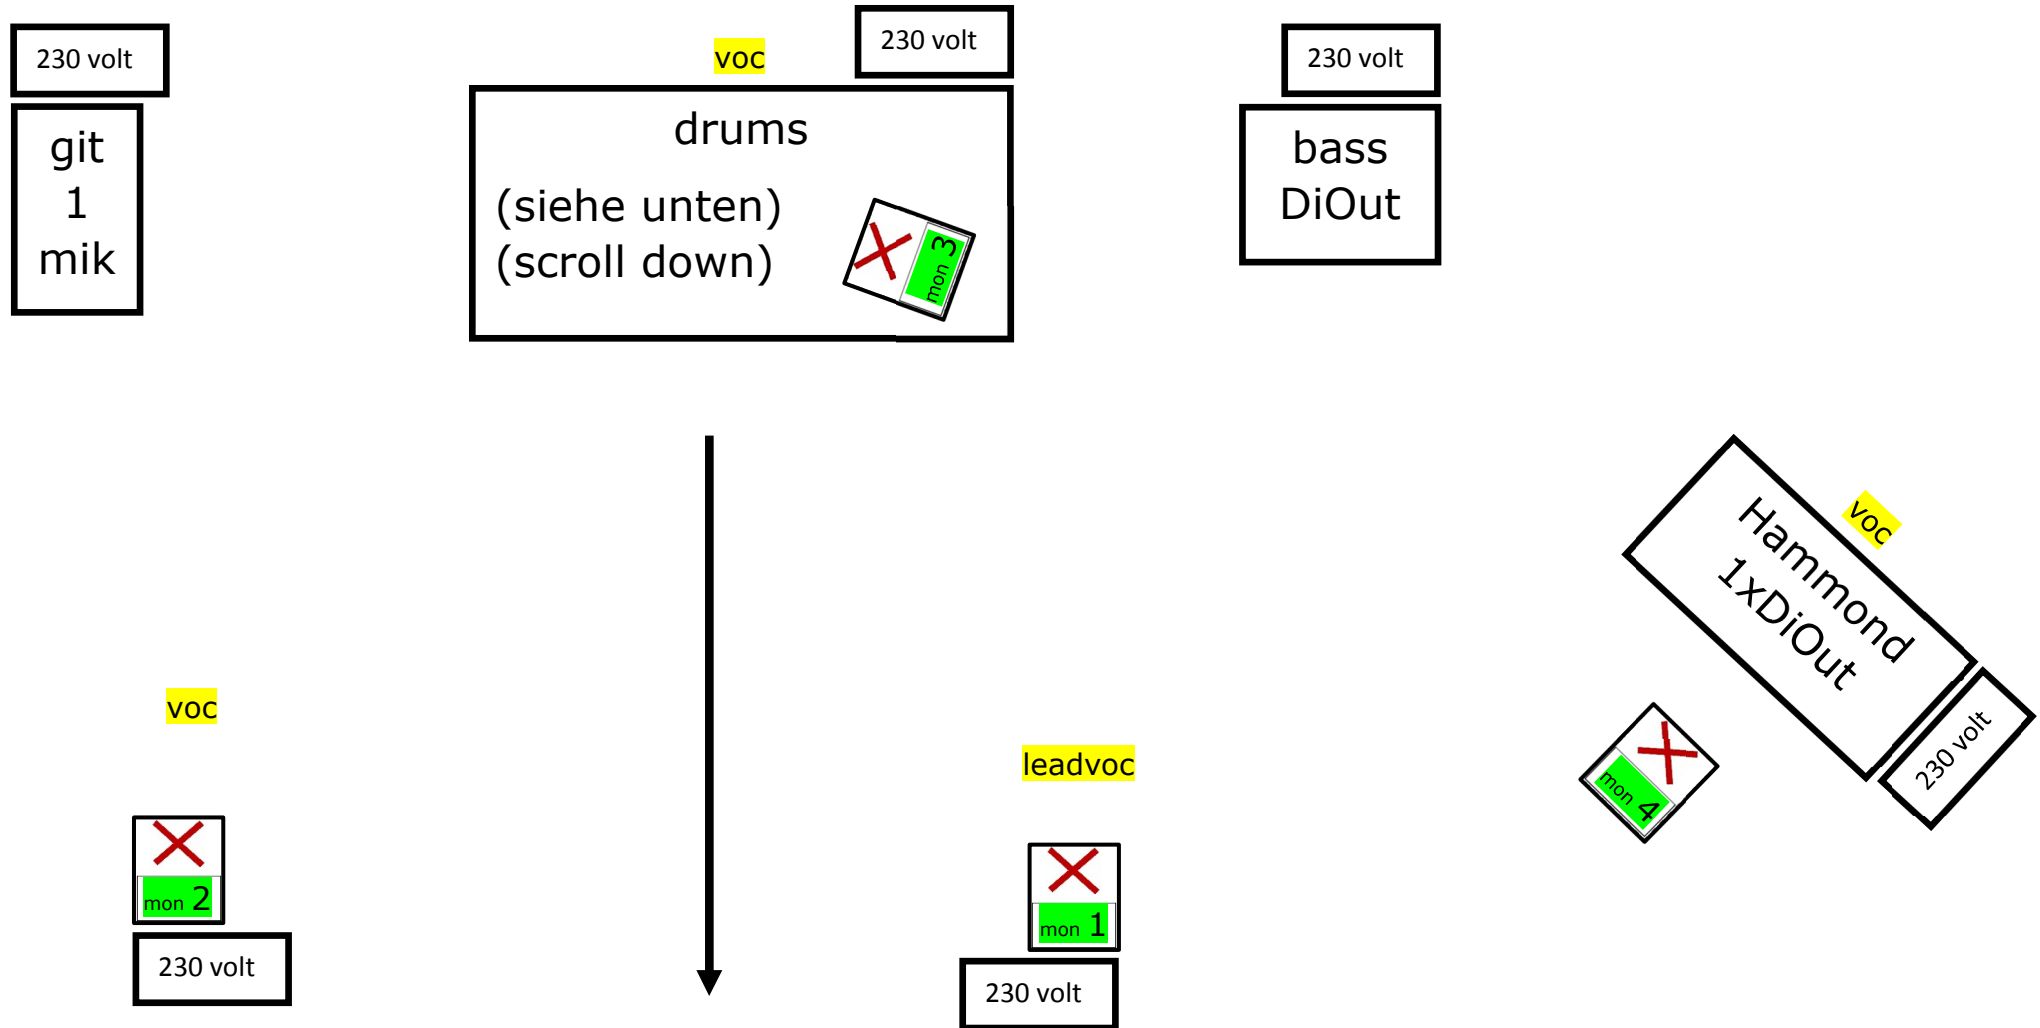 230 volt
voc
230 volt
230 volt
git
1
mik
drums
(siehe unten)
(scroll down)
mon 3
bass
DiOut
voc
Hammond
1xDiOut
230 volt
voc
leadvoc
mon 4
mon 2
mon 1
230 volt
230 volt